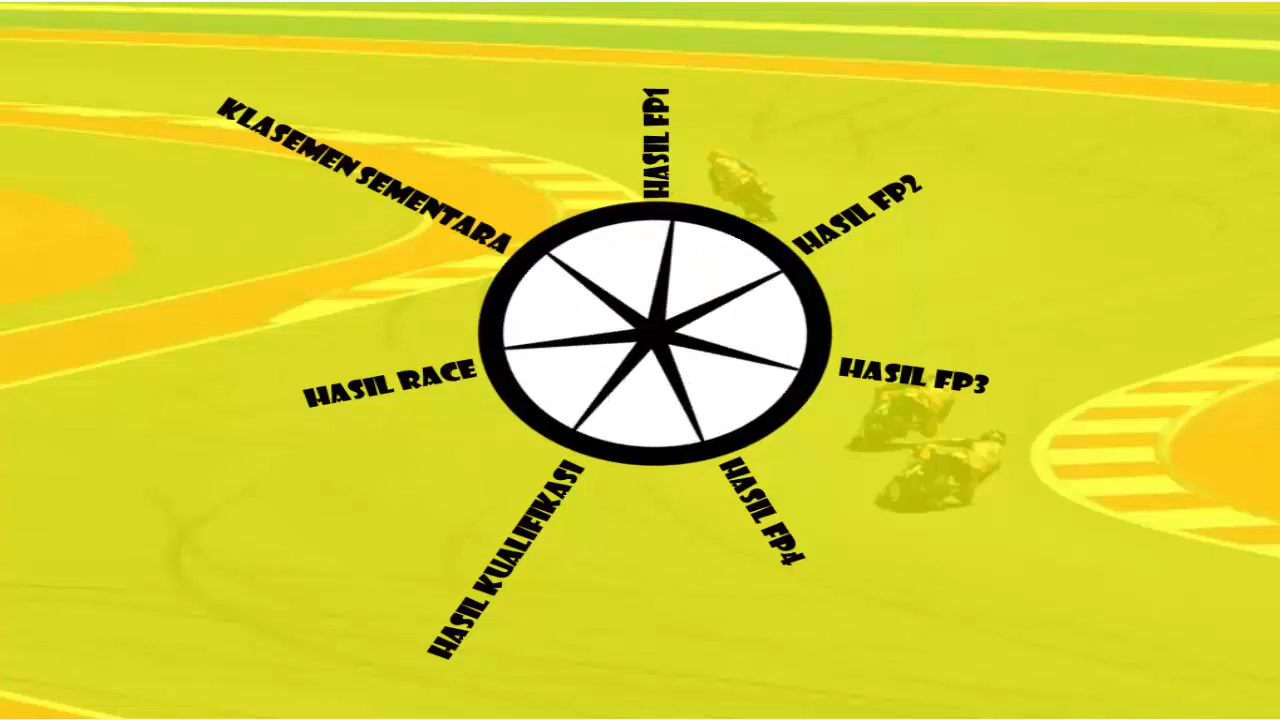 HASIL FP1
HASIL FP2
HASIL FP3
HASIL FP4
HASIL KUALIFIKASI
HASIL RACE
KLASEMEN SEMENTARA